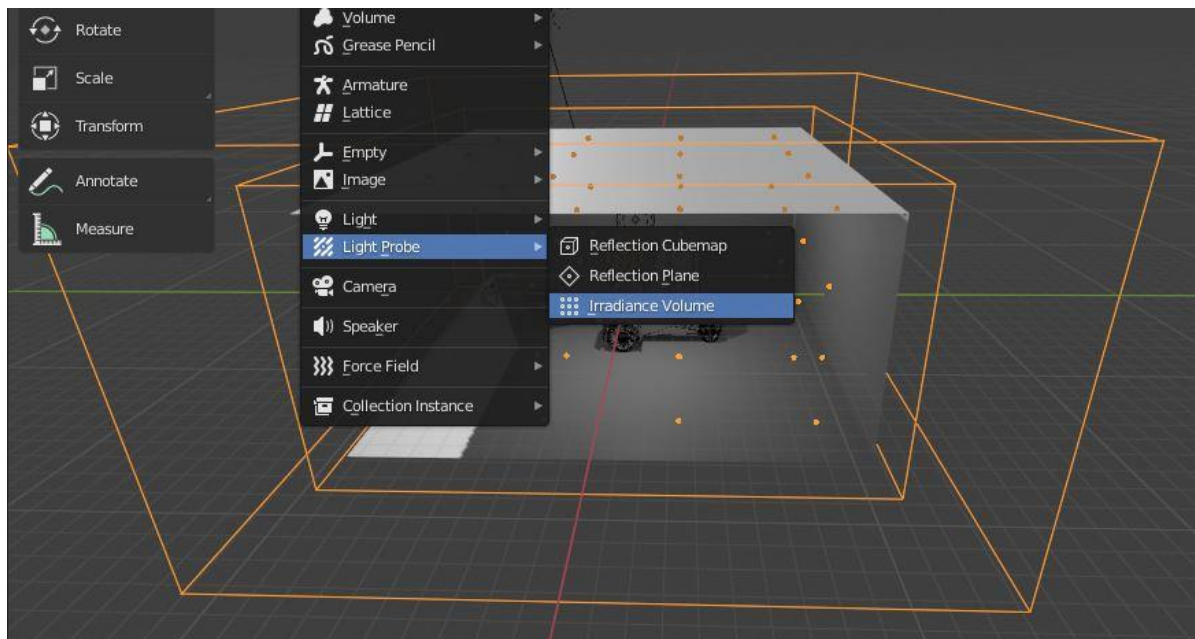 Rotate
Scale
Transform
Annotate
Measure
Volume
Grease Pencil
Armature
Lattice
Empty
Image
Light
Light Probe
Camera
Speaker
Force Field
Collection Instance
Reflection Cubemap
Reflection Plane
Irradiance Volume